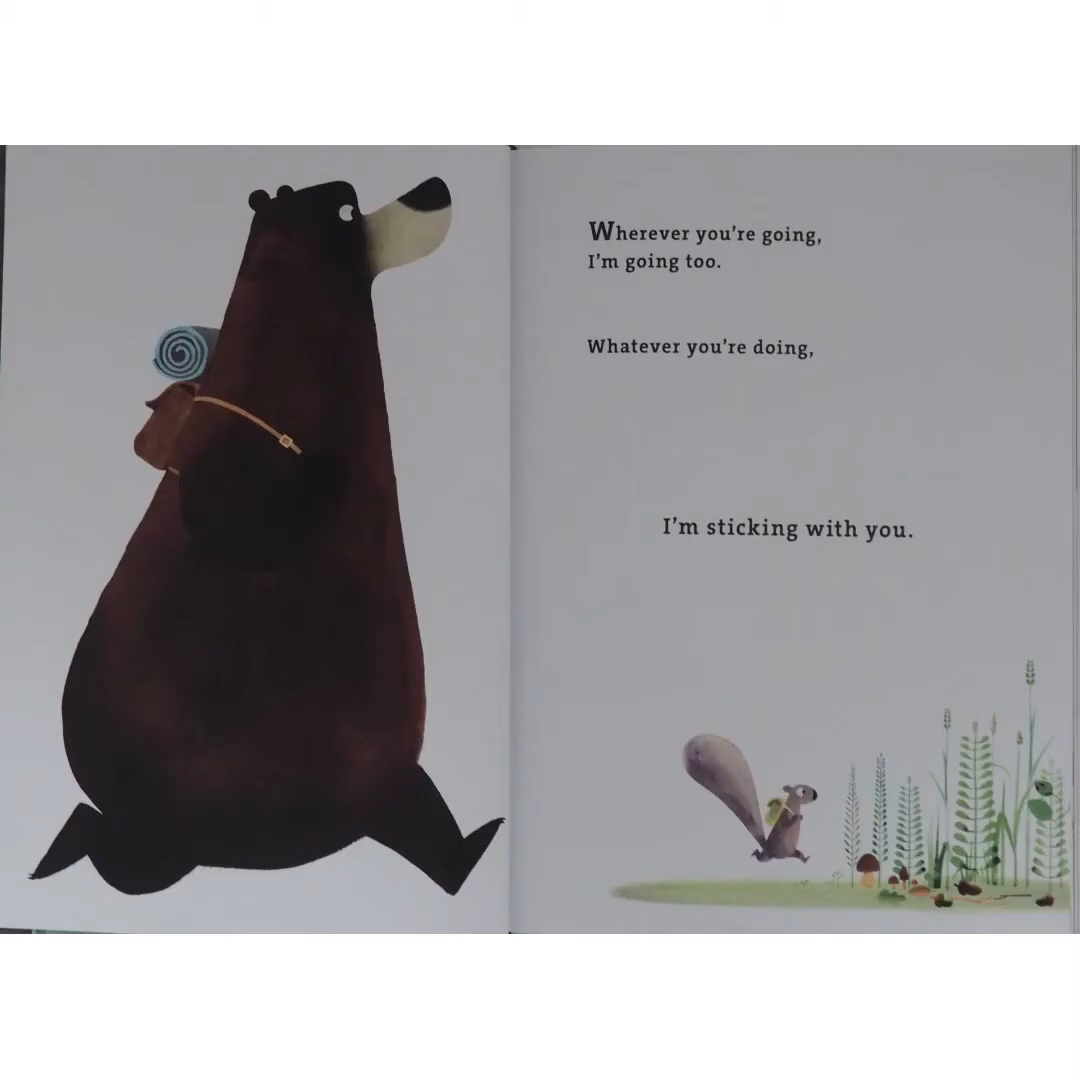 Wherever you’re going,
I’m going too.
Whatever you’re doing,
I’m sticking with you.